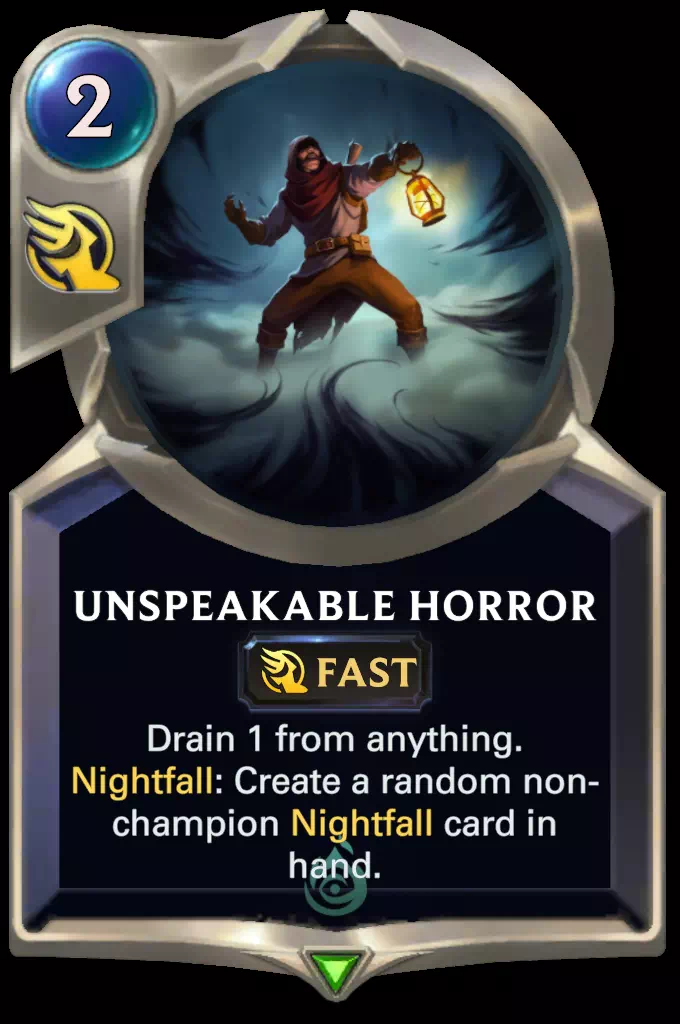 2
UNSPEAKABLE HORROR
FAST
Drain 1 from anything.
Nightfall: Create a random non-
champion Nightfall card in
hand.